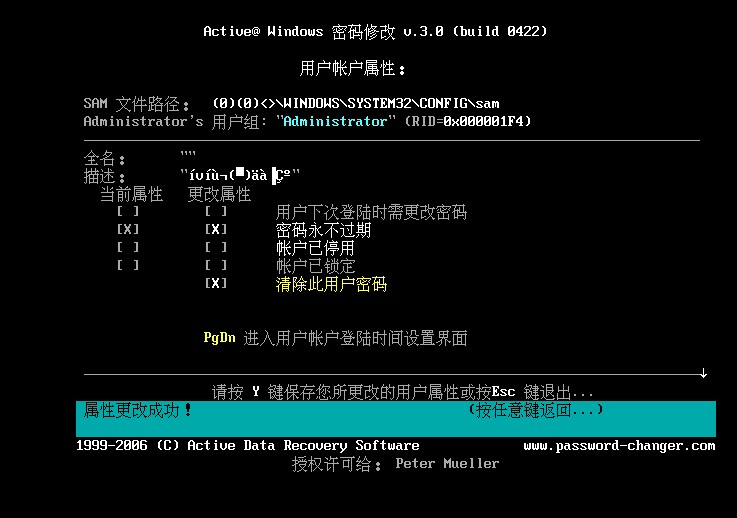 Active@ Windows 密码修改 v.3.0 (build 0422)
用户帐户属性：
SAM 文件路径： (0)(0)<>\WINDOWS\SYSTEM32\CONFIG\sam
Administrator's 用户组: "Administrator" (RID=0x000001F4)
全名： ""
当前属性 更改属性
[ ] [ ] 用户下次登陆时需更改密码
[X] [X] 密码永不过期
[ ] [ ] 帐户已停用
[ ] [ ] 帐户已锁定
[X] 清除此用户密码
PgDn 进入用户帐户登陆时间设置界面
请按 Y 键保存您所更改的用户属性或按Esc 键退出...
属性更改成功！ (按任意键返回...)
1999-2006 (C) Active Data Recovery Software www.password-changer.com
授权许可给： Peter Mueller